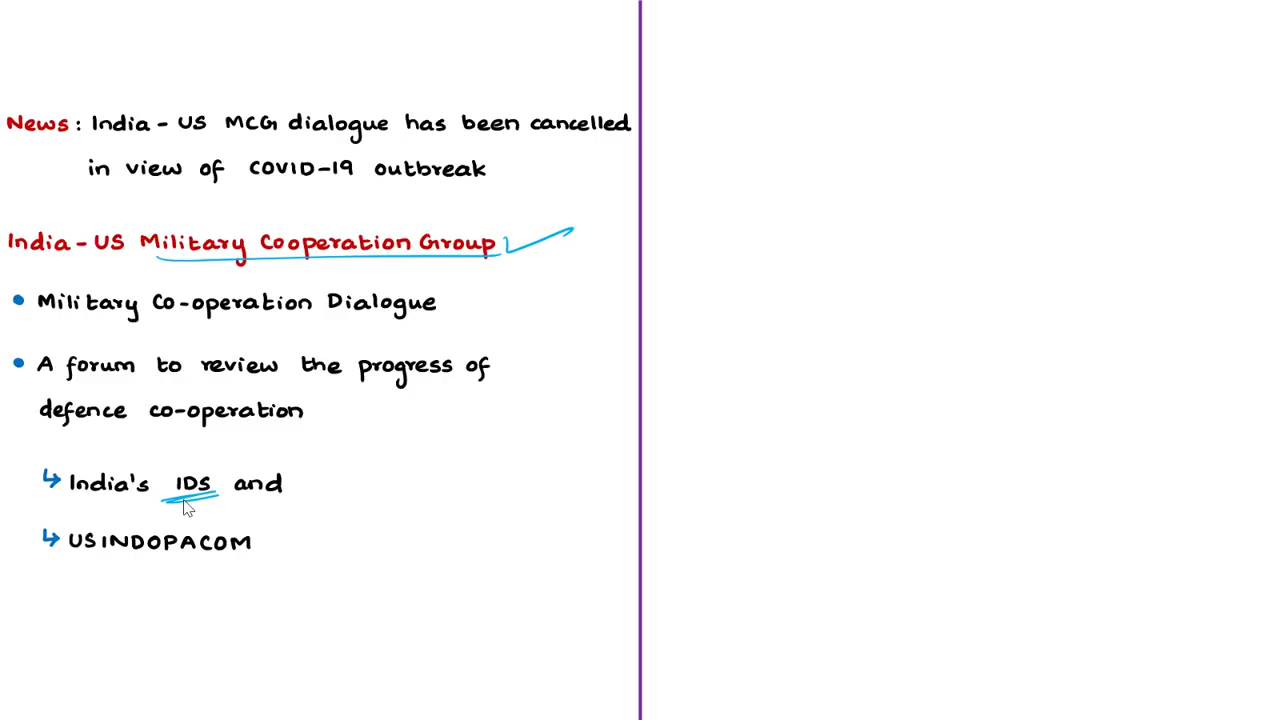 News: India - US MCG dialogue has been cancelled
in view of COVID-19 outbreak
India - US Military Cooperation Group
• Military Co-operation Dialogue
• A forum to review the progress of
defence co-operation
↳ India's IDS and
↳ USINDOPACOM